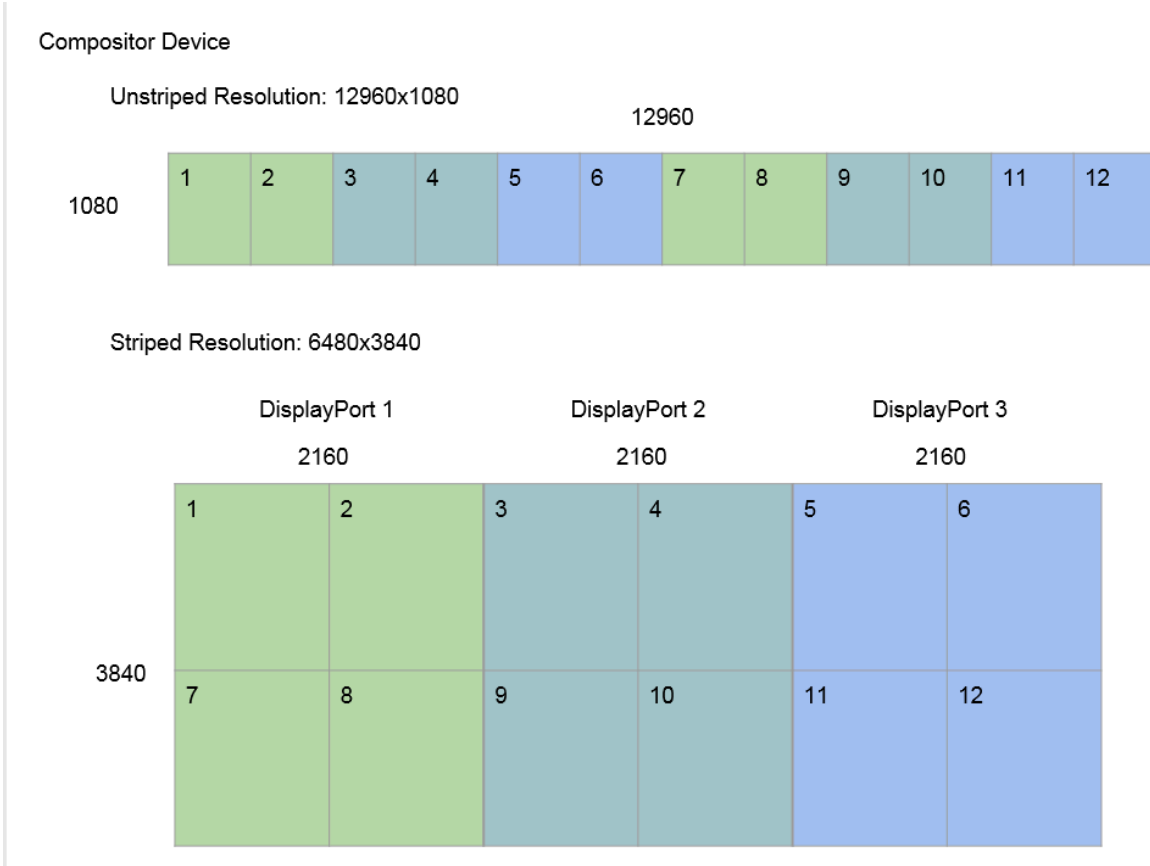 Compositor Device
Unstriped Resolution: 12960x1080
12960
1 2 3 4 5 6 7 8 9 10 11 12
1080
Striped Resolution: 6480x3840
DisplayPort 1 DisplayPort 2 DisplayPort 3
2160 2160 2160
1 2 3 4 5 6
3840
7 8 9 10 11 12